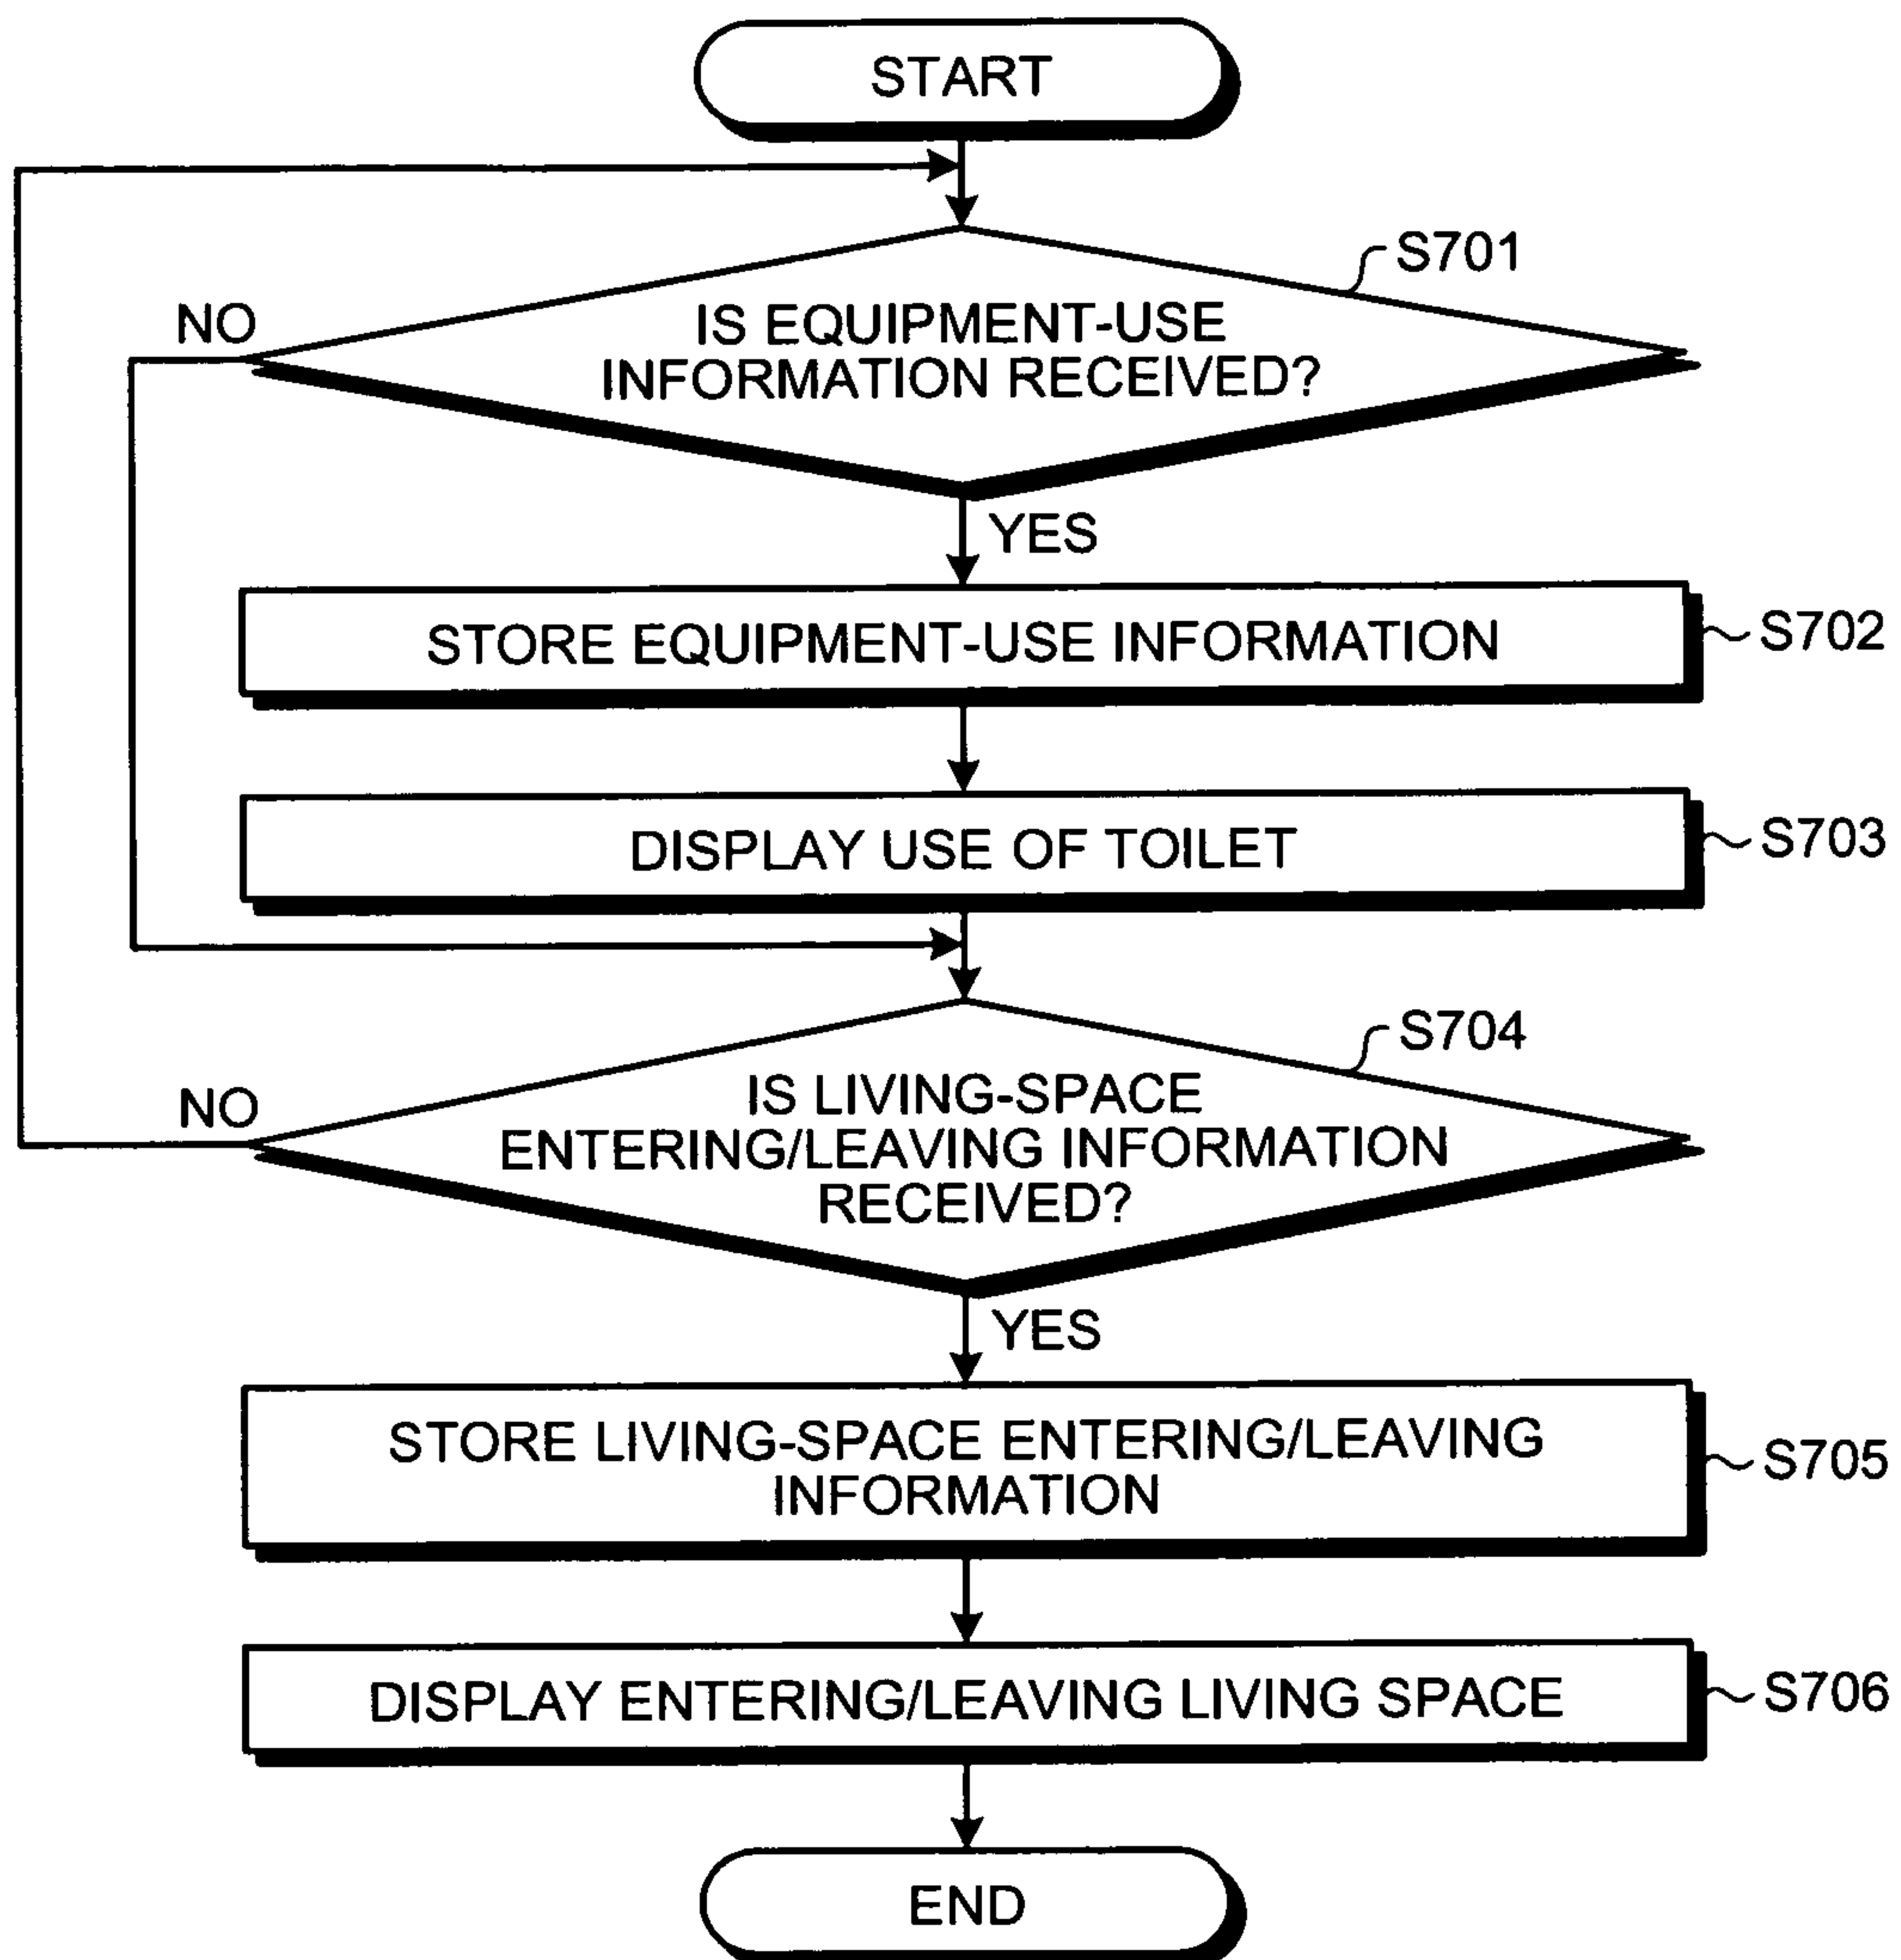 START
S701
NO
IS EQUIPMENT-USE
INFORMATION RECEIVED?
YES
STORE EQUIPMENT-USE INFORMATION
S702
DISPLAY USE OF TOILET
S703
S704
NO
IS LIVING-SPACE
ENTERING/LEAVING INFORMATION
RECEIVED?
YES
STORE LIVING-SPACE ENTERING/LEAVING
INFORMATION
S705
DISPLAY ENTERING/LEAVING LIVING SPACE
S706
END